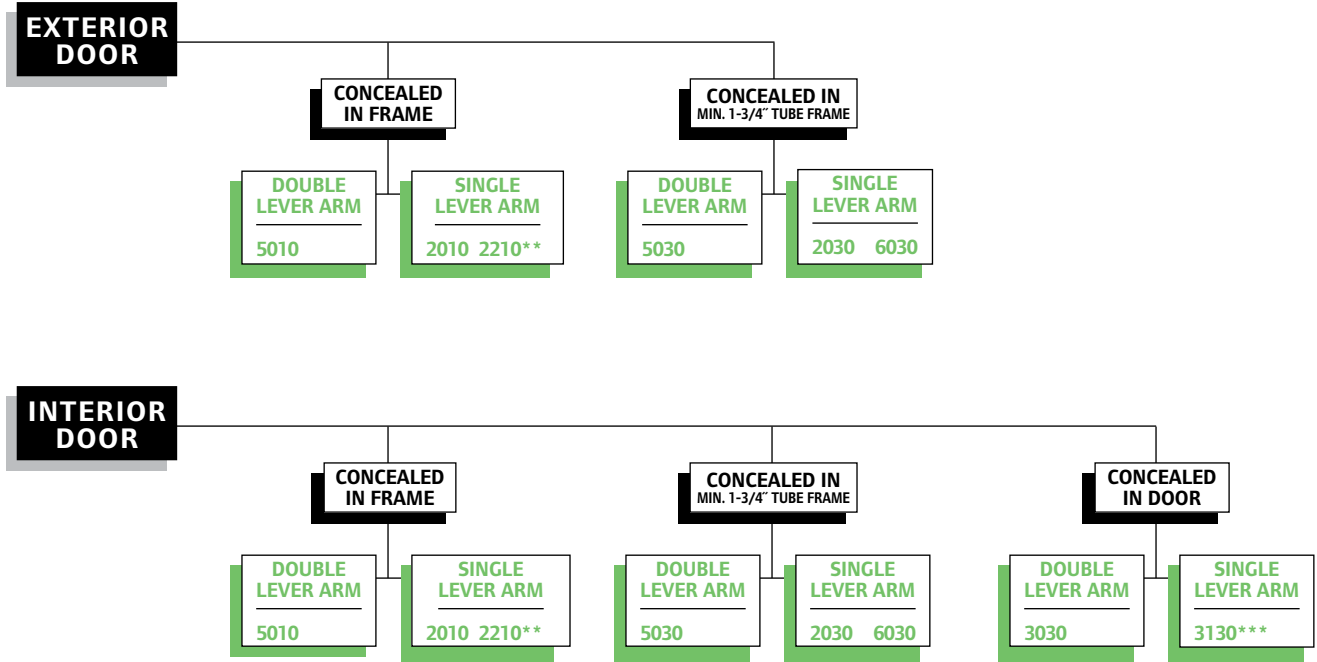 EXTERIOR
DOOR
CONCEALED
IN FRAME
CONCEALED IN
MIN. 1-3/4˝ TUBE FRAME
DOUBLE
LEVER ARM
5010
SINGLE
LEVER ARM
2010 2210**
DOUBLE
LEVER ARM
5030
SINGLE
LEVER ARM
2030 6030
INTERIOR
DOOR
CONCEALED
IN FRAME
CONCEALED IN
MIN. 1-3/4˝ TUBE FRAME
CONCEALED
IN DOOR
DOUBLE
LEVER ARM
5010
SINGLE
LEVER ARM
2010 2210**
DOUBLE
LEVER ARM
5030
SINGLE
LEVER ARM
2030 6030
DOUBLE
LEVER ARM
3030
SINGLE
LEVER ARM
3130***